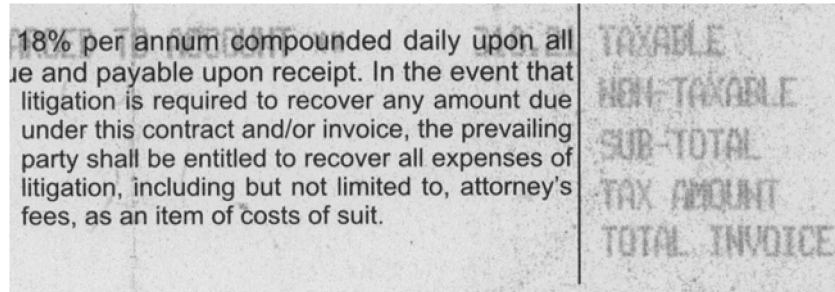 18% per annum compounded daily upon all
ue and payable upon receipt. In the event that
litigation is required to recover any amount due
under this contract and/or invoice, the prevailing
party shall be entitled to recover all expenses of
litigation, including but not limited to, attorney's
fees, as an item of costs of suit.
TAXABLE
NON-TAXABLE
SUB-TOTAL
TAX AMOUNT
TOTAL INVOICE